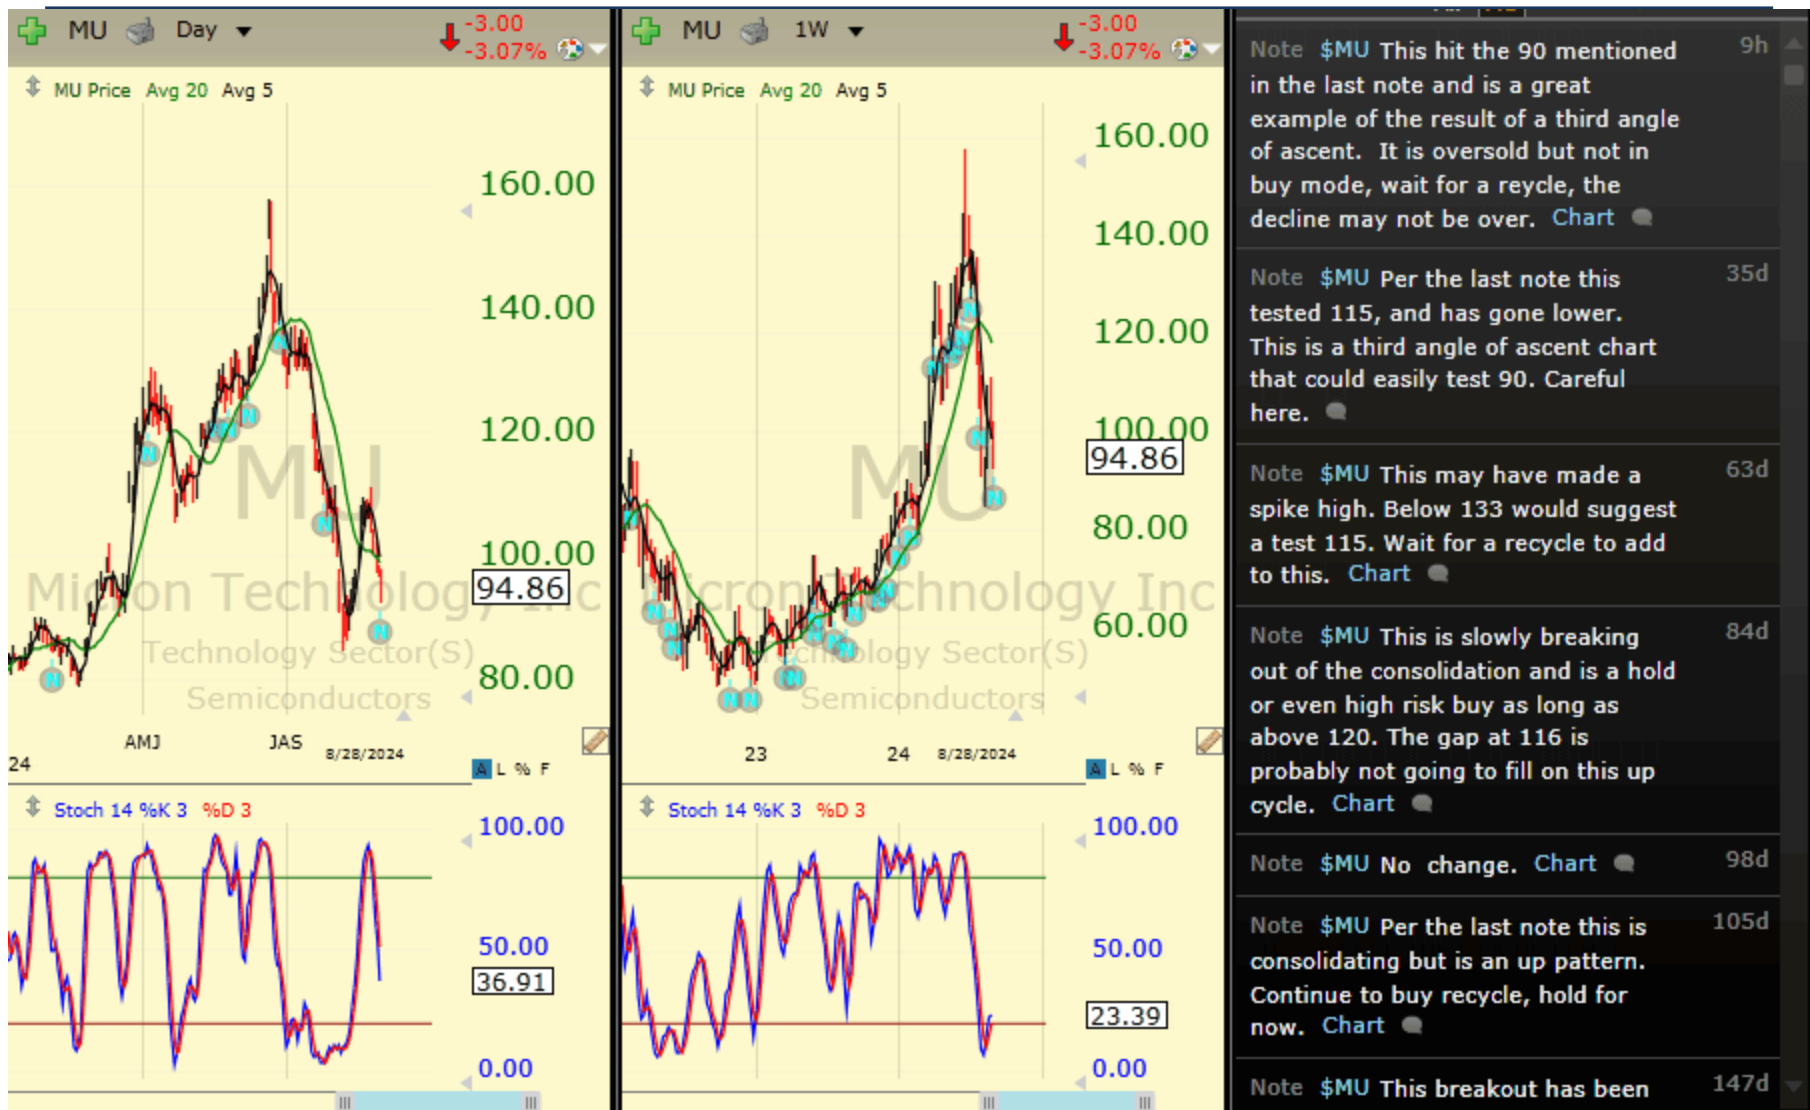 MU Day -3.00
-3.07%
MU Price Avg 20 Avg 5
160.00
140.00
120.00
100.00
94.86
80.00
MU
Micron Technology Inc
Technology Sector(S)
Semiconductors
24 AMJ JAS 8/28/2024
A L % F
Stoch 14 %K 3 %D 3
100.00
50.00
36.91
0.00
MU 1W -3.00
-3.07%
MU Price Avg 20 Avg 5
160.00
140.00
120.00
100.00
94.86
80.00
60.00
MU
Micron Technology Inc
Technology Sector(S)
Semiconductors
23 24 8/28/2024
A L % F
Stoch 14 %K 3 %D 3
100.00
50.00
23.39
0.00
Note $MU This hit the 90 mentioned 9h
in the last note and is a great
example of the result of a third angle
of ascent. It is oversold but not in
buy mode, wait for a reycle, the
decline may not be over. Chart
Note $MU Per the last note this 35d
tested 115, and has gone lower.
This is a third angle of ascent chart
that could easily test 90. Careful
here.
Note $MU This may have made a 63d
spike high. Below 133 would suggest
a test 115. Wait for a recycle to add
to this. Chart
Note $MU This is slowly breaking 84d
out of the consolidation and is a hold
or even high risk buy as long as
above 120. The gap at 116 is
probably not going to fill on this up
cycle. Chart
Note $MU No change. Chart 98d
Note $MU Per the last note this is 105d
consolidating but is an up pattern.
Continue to buy recycle, hold for
now. Chart
Note $MU This breakout has been 147d